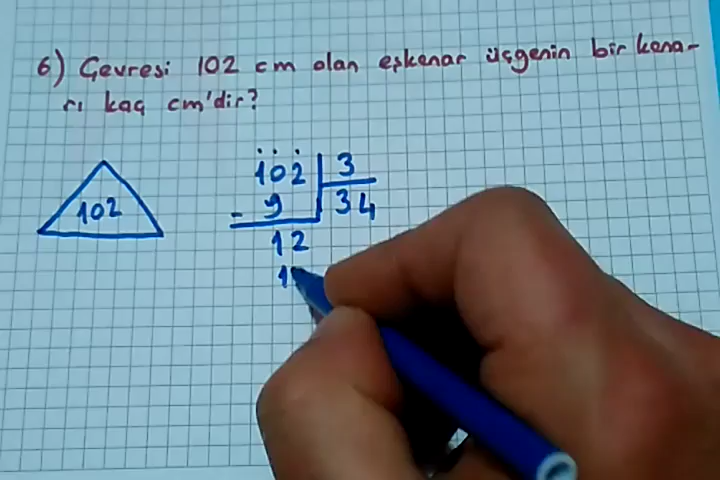 6) Çevresi 102 cm olan eşkenar üçgenin bir kena-
rı kaç cm'dir?
102
102 3
- 9 34
12
1